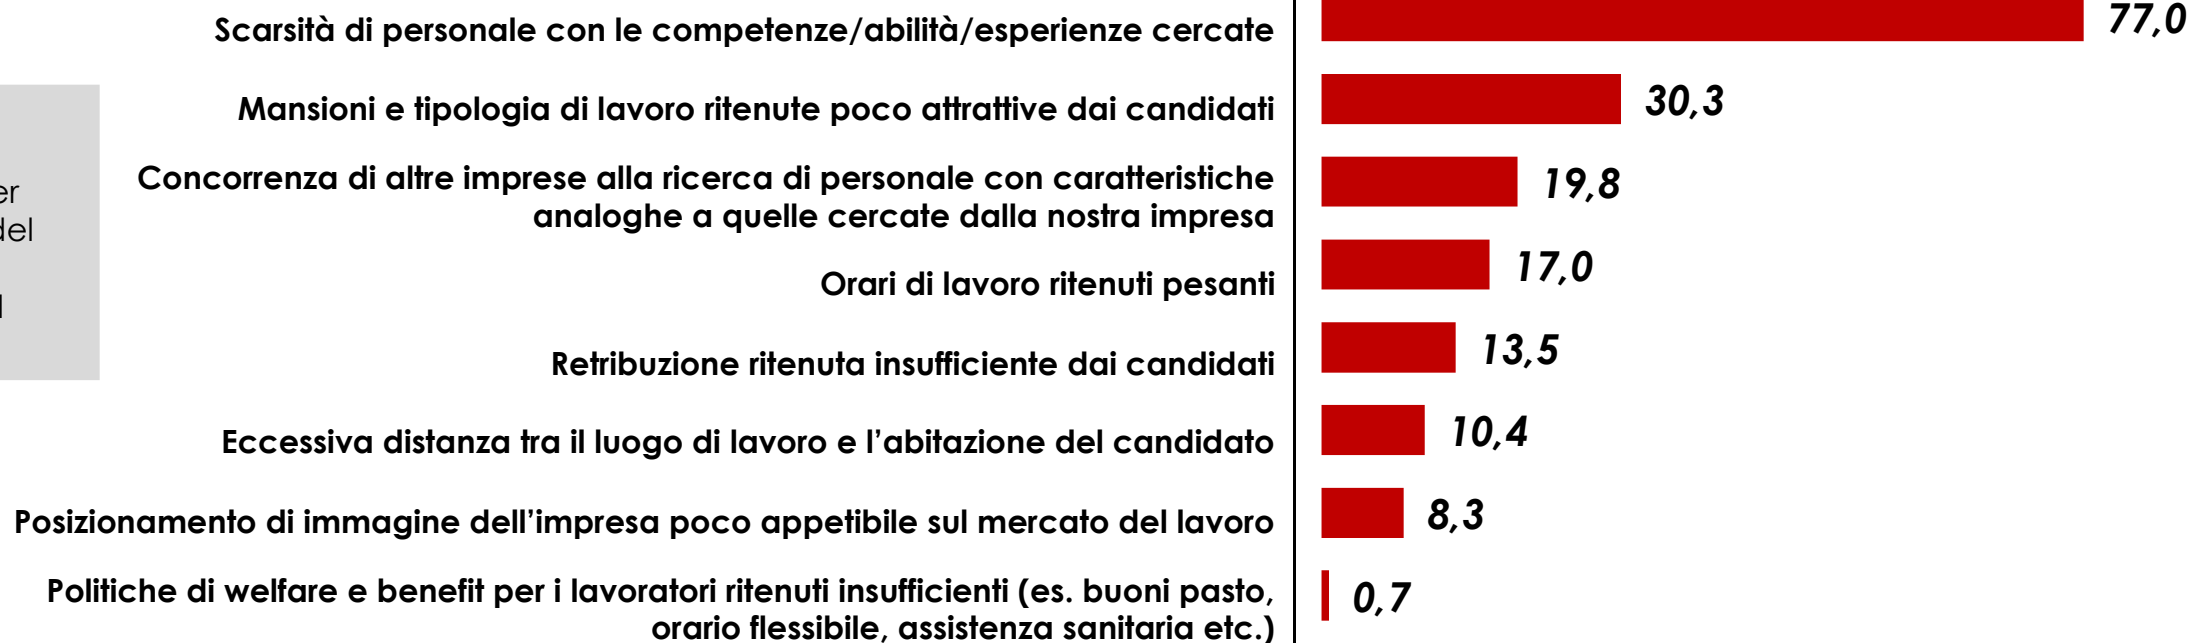 Scarsità di personale con le competenze/abilità/esperienze cercate
77,0
Mansioni e tipologia di lavoro ritenute poco attrattive dai candidati
30,3
Concorrenza di altre imprese alla ricerca di personale con caratteristiche
analoghe a quelle cercate dalla nostra impresa
19,8
Orari di lavoro ritenuti pesanti
17,0
Retribuzione ritenuta insufficiente dai candidati
13,5
Eccessiva distanza tra il luogo di lavoro e l’abitazione del candidato
10,4
Posizionamento di immagine dell’impresa poco appetibile sul mercato del lavoro
8,3
Politiche di welfare e benefit per i lavoratori ritenuti insufficienti (es. buoni pasto,
orario flessibile, assistenza sanitaria etc.)
0,7